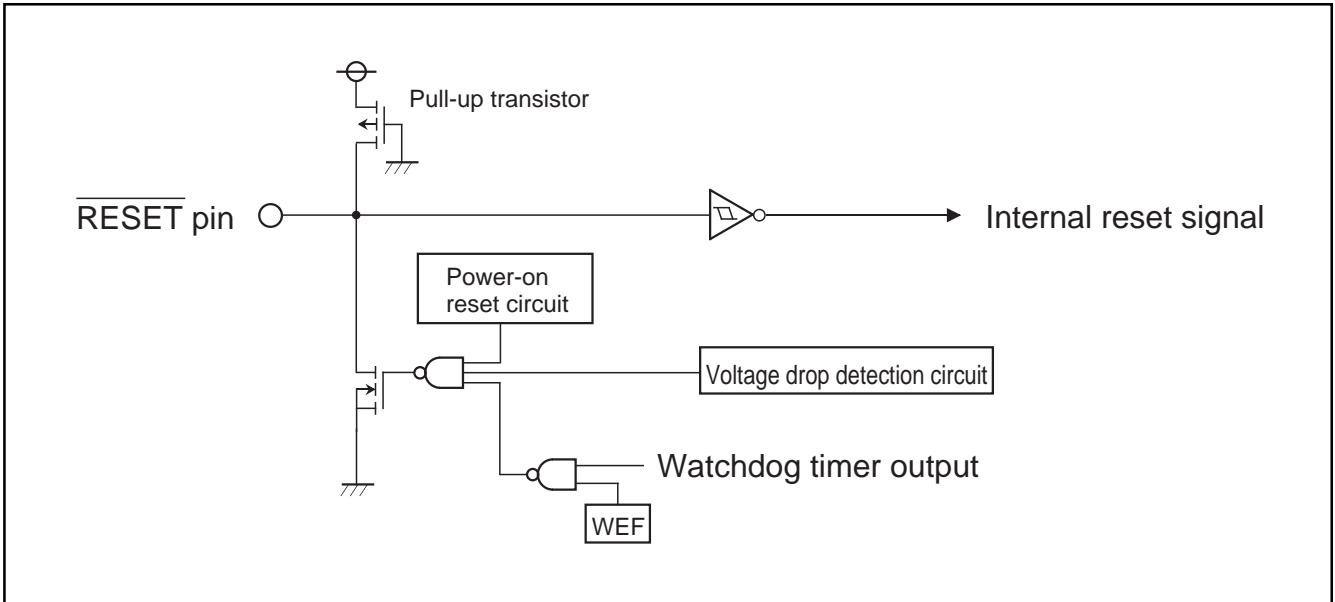 Pull-up transistor
R̅E̅S̅E̅T̅ pin
Internal reset signal
Power-on
reset circuit
Voltage drop detection circuit
Watchdog timer output
WEF